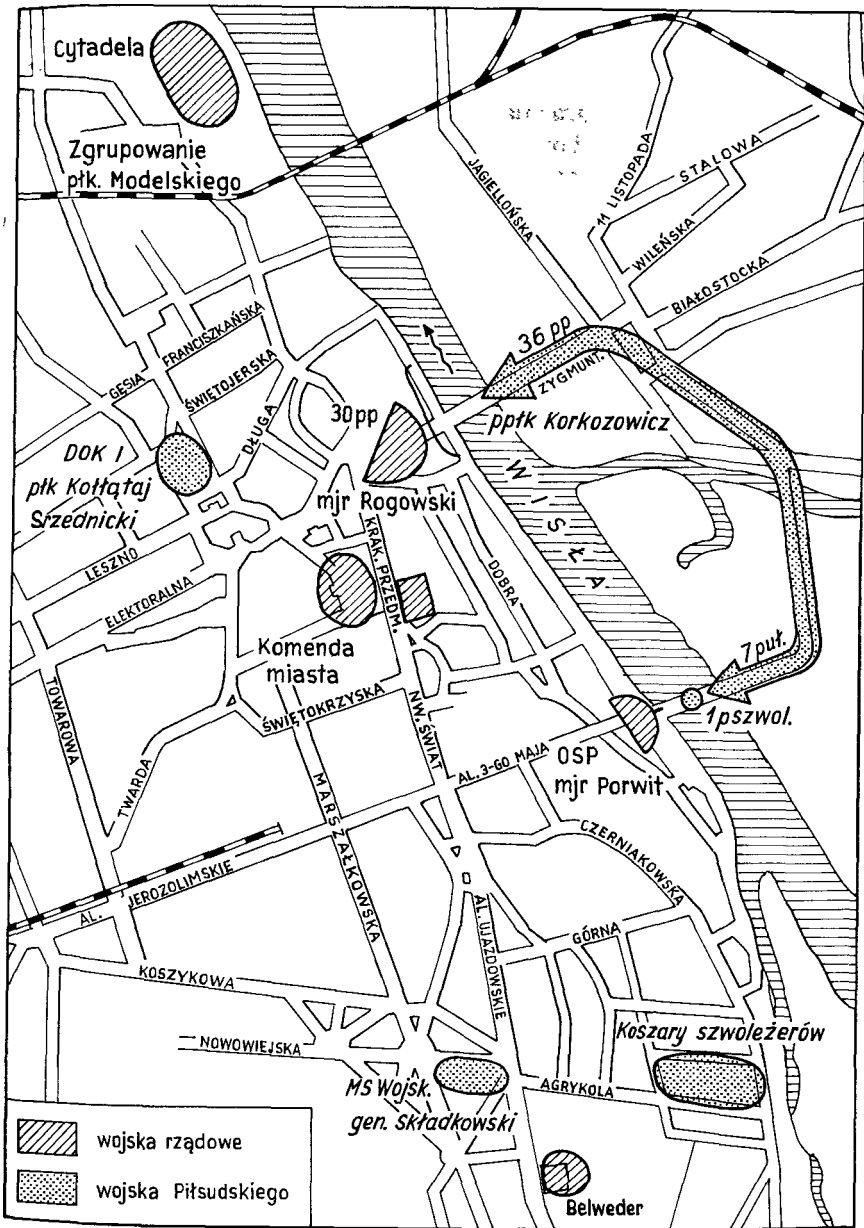 Cytadela
Zgrupowanie
płk. Modelskiego
JAGIELLOŃSKA
11 LISTOPADA
STALOWA
WILEŃSKA
BIAŁOSTOCKA
GĘSIA
FRANCISZKAŃSKA
ŚWIĘTOJERSKA
DŁUGA
30 pp
36 pp
ZYGMUNT.
ppłk Korkozowicz
DOK I
płk Kołłątaj
Srzednicki
mjr Rogowski
WISŁA
LESZNO
ELEKTORALNA
KRAK. PRZEDM.
DOBRA
Komenda
miasta
7 puł.
1 pszwol.
TOWAROWA
ŚWIĘTOKRZYSKA
NW. ŚWIAT
TWARDA
MARSZAŁKOWSKA
AL. 3-GO MAJA
OSP
mjr Porwit
CZERNIAKOWSKA
AL. JEROZOLIMSKIE
AL. UJAZDOWSKIE
GÓRNA
KOSZYKOWA
NOWOWIEJSKA
Koszary szwoleżerów
MS Wojsk.
gen. Składkowski
AGRYKOLA
wojska rządowe
wojska Piłsudskiego
Belweder